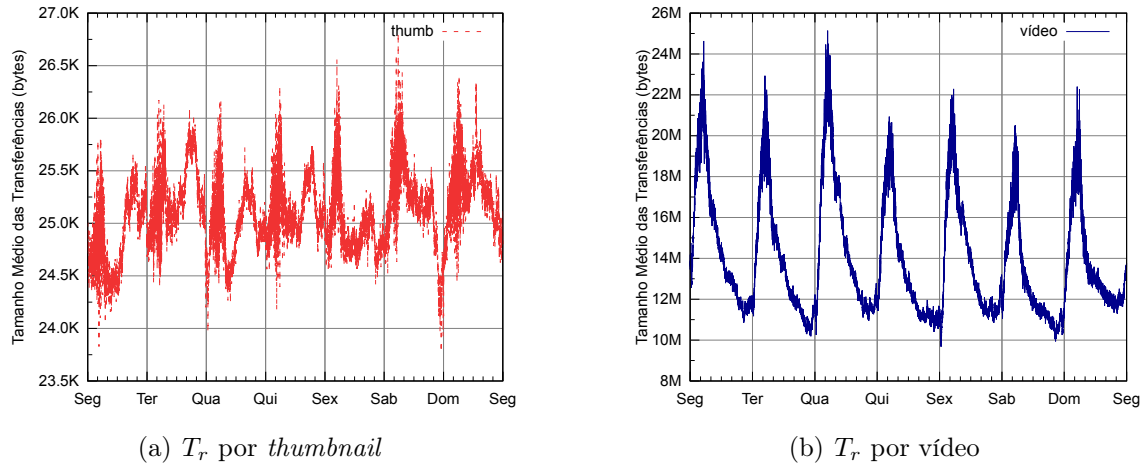 Tamanho Médio das Transferências (bytes)
27.0K
26.5K
26.0K
25.5K
25.0K
24.5K
24.0K
23.5K
thumb
Seg Ter Qua Qui Sex Sab Dom Seg
(a) T_r por thumbnail
Tamanho Médio das Transferências (bytes)
26M
24M
22M
20M
18M
16M
14M
12M
10M
8M
vídeo
Seg Ter Qua Qui Sex Sab Dom Seg
(b) T_r por vídeo